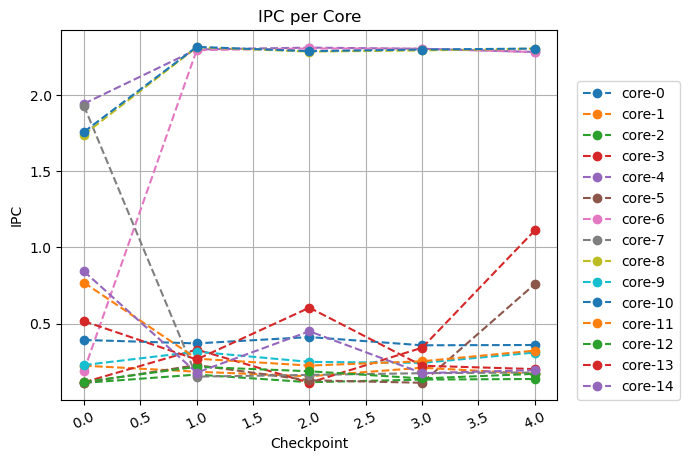 IPC per Core
2.0
1.5
1.0
0.5
IPC
0.0
0.5
1.0
1.5
2.0
2.5
3.0
3.5
4.0
Checkpoint
core-0
core-1
core-2
core-3
core-4
core-5
core-6
core-7
core-8
core-9
core-10
core-11
core-12
core-13
core-14